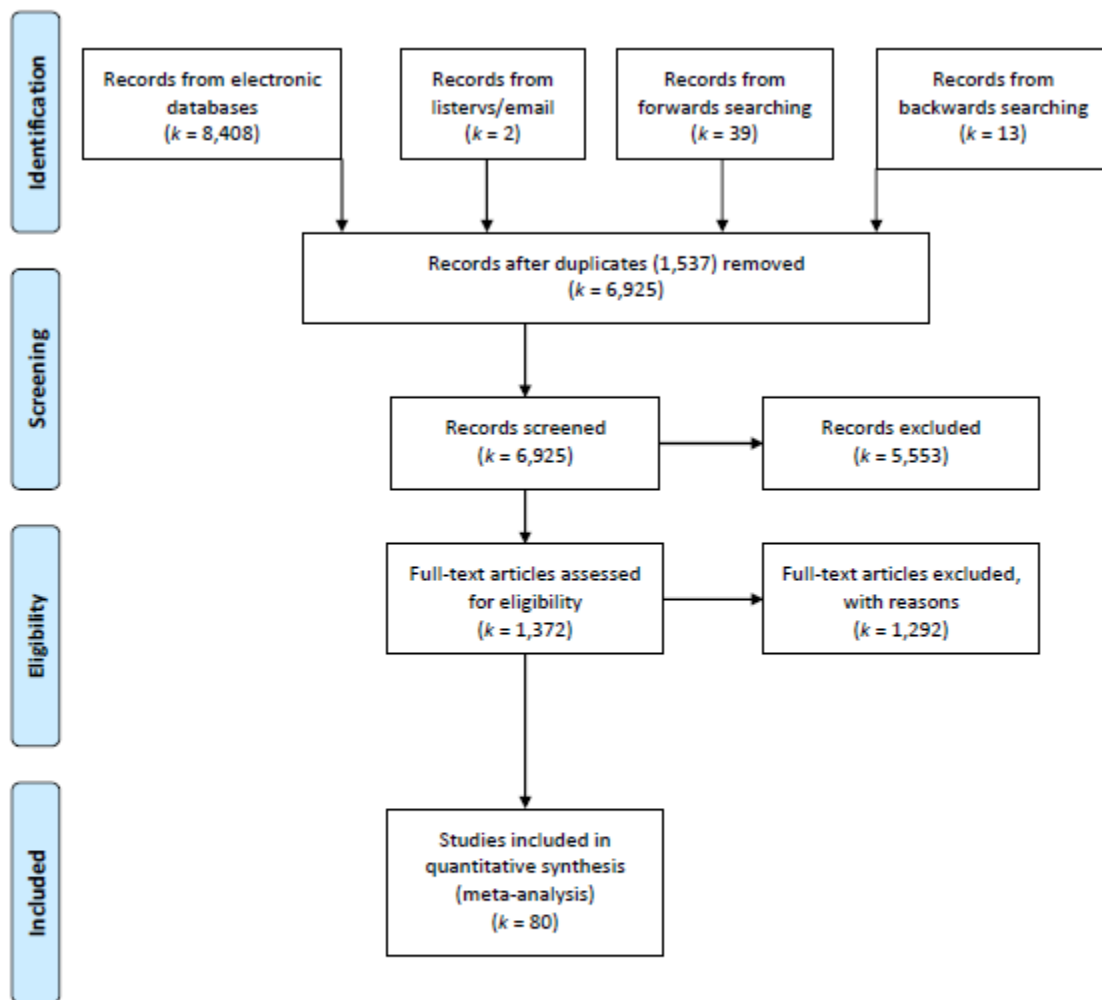 Identification
Records from electronic
databases
(k = 8,408)
Records from
listervs/email
(k = 2)
Records from
forwards searching
(k = 39)
Records from
backwards searching
(k = 13)
Records after duplicates (1,537) removed
(k = 6,925)
Screening
Records screened
(k = 6,925)
Records excluded
(k = 5,553)
Eligibility
Full-text articles assessed
for eligibility
(k = 1,372)
Full-text articles excluded,
with reasons
(k = 1,292)
Included
Studies included in
quantitative synthesis
(meta-analysis)
(k = 80)